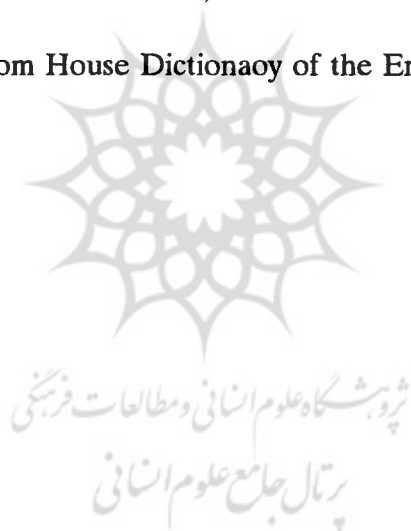 om House Dictionaoy of the En
پژوهشگاه علوم انسانی و مطالعات فرهنگی
پرتال جامع علوم انسانی